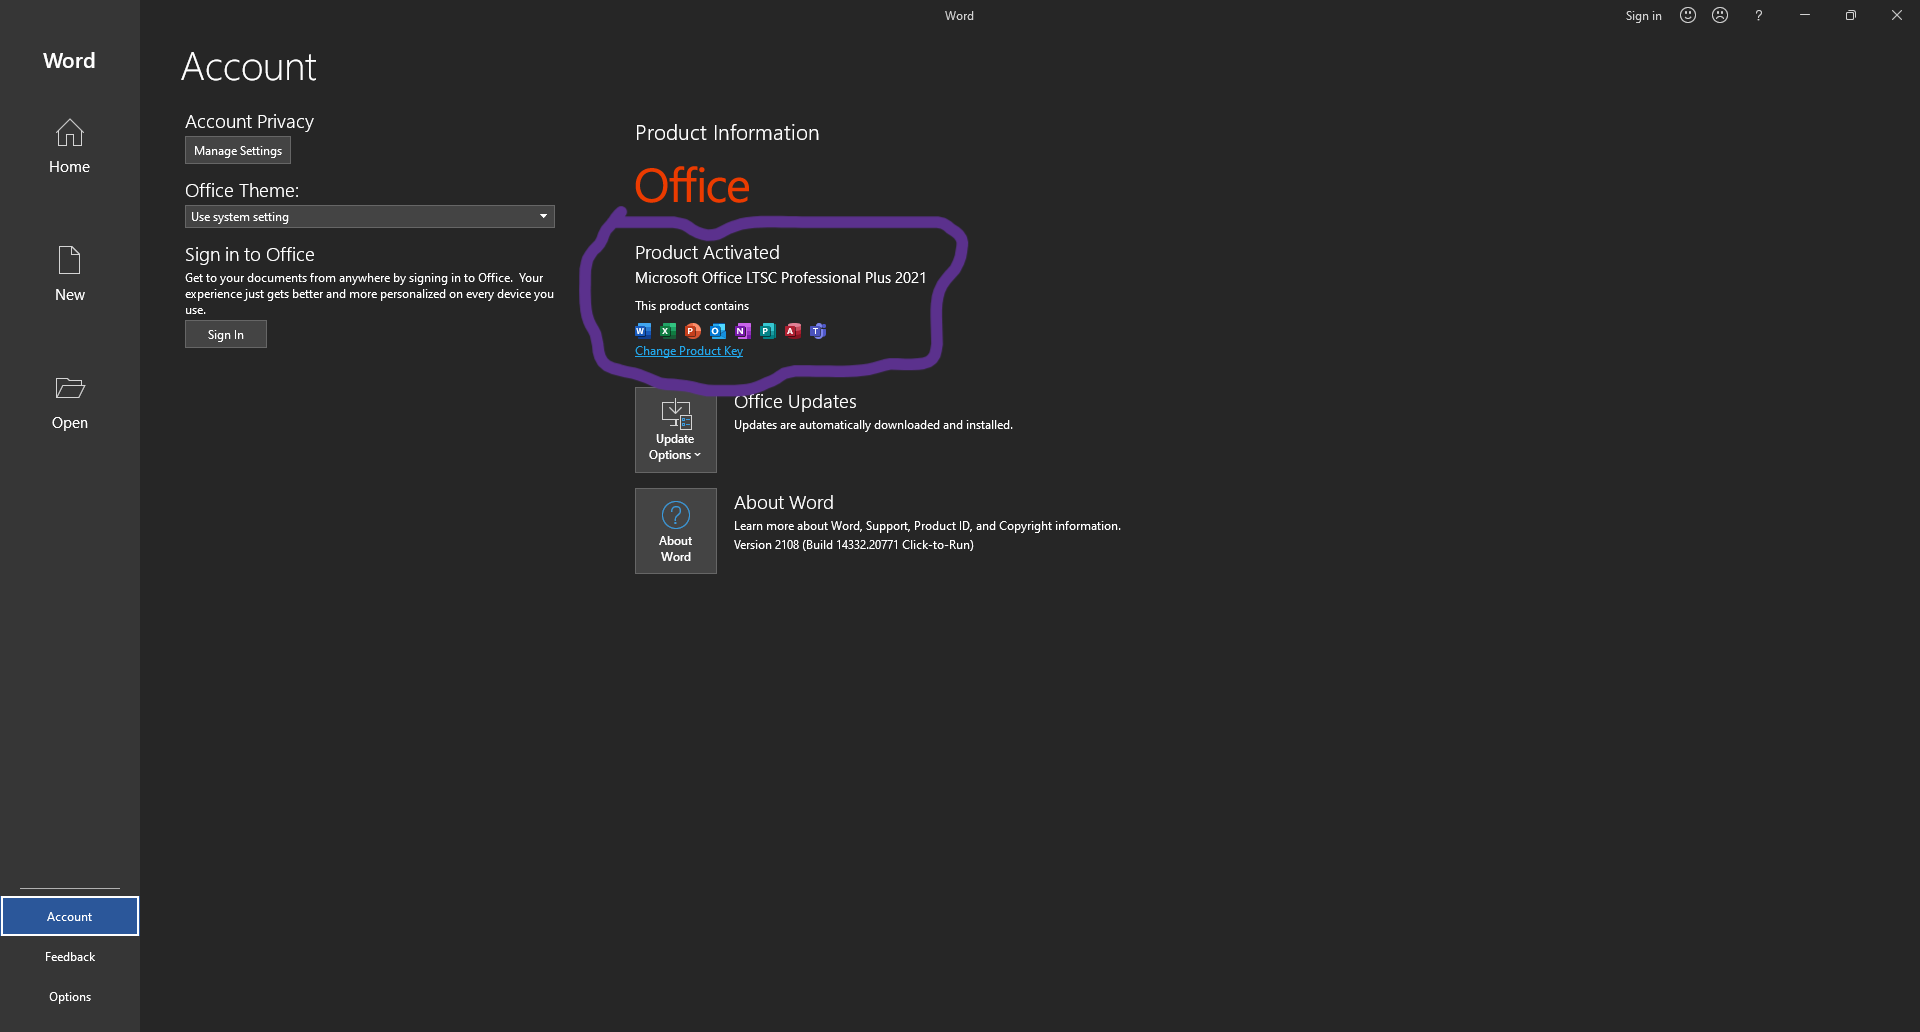 Word
Sign in
?
Word
Home
New
Open
Account
Feedback
Options
Account
Account Privacy
Manage Settings
Office Theme:
Use system setting
Sign in to Office
Get to your documents from anywhere by signing in to Office.  Your
experience just gets better and more personalized on every device you
use.
Sign In
Product Information
Office
Product Activated
Microsoft Office LTSC Professional Plus 2021
This product contains
W X P O N P A T
Change Product Key
Update
Options
Office Updates
Updates are automatically downloaded and installed.
?
About
Word
About Word
Learn more about Word, Support, Product ID, and Copyright information.
Version 2108 (Build 14332.20771 Click-to-Run)